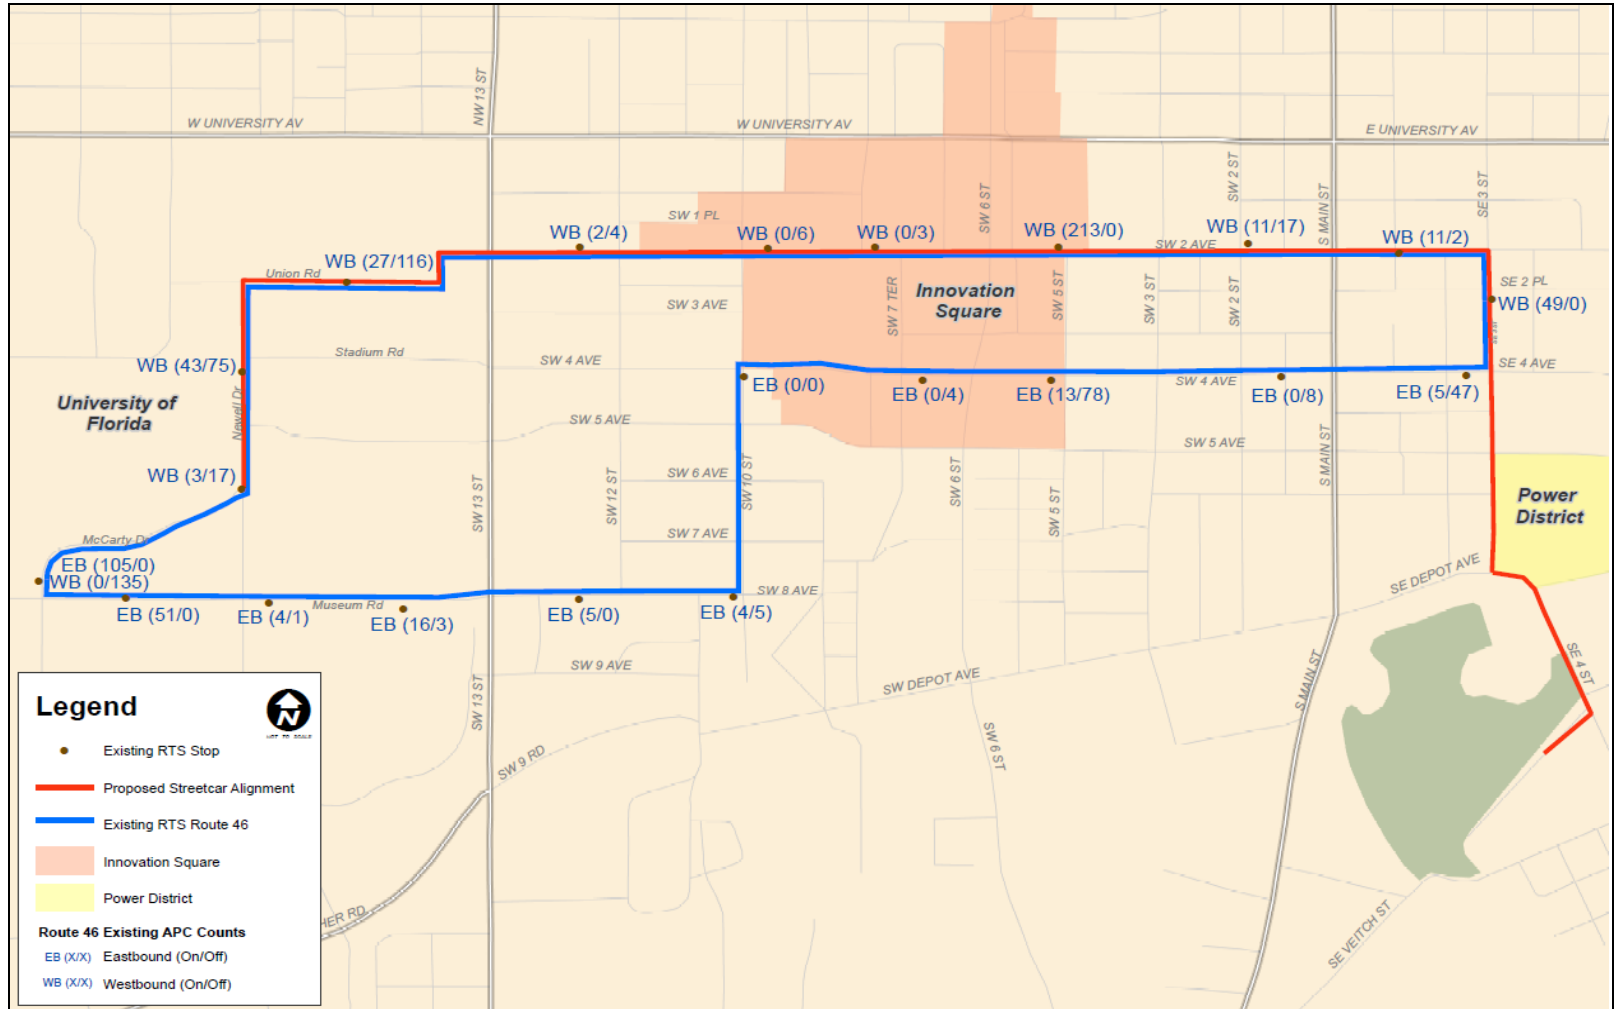 NW 13 ST
W UNIVERSITY AV
W UNIVERSITY AV
E UNIVERSITY AV
SW 2 ST
S MAIN ST
SE 3 ST
SW 6 ST
SW 1 PL
WB (2/4)
WB (0/6)
WB (0/3)
WB (213/0)
WB (11/17)
WB (11/2)
SW 2 AVE
WB (27/116)
Union Rd
SE 2 PL
WB (49/0)
Innovation
Square
SW 3 AVE
SW 7 TER
SW 5 ST
SW 3 ST
SW 2 ST
Stadium Rd
SW 4 AVE
SE 4 AVE
WB (43/75)
EB (0/0)
EB (0/4)
EB (13/78)
SW 4 AVE
EB (0/8)
EB (5/47)
University of
Florida
Newell Dr
SW 5 AVE
SW 5 AVE
S MAIN ST
WB (3/17)
SW 13 ST
SW 12 ST
SW 6 AVE
SW 10 ST
SW 6 ST
SW 5 ST
Power
District
SW 7 AVE
McCarty Dr
EB (105/0)
WB (0/135)
SE DEPOT AVE
EB (51/0)
EB (4/1)
Museum Rd
EB (16/3)
EB (5/0)
EB (4/5)
SW 8 AVE
SW 9 AVE
SW DEPOT AVE
S MAIN ST
SE 4 ST
SW 13 ST
SW 6 ST
SW 9 RD
HER RD
SE VEITCH ST
Legend
N
NOT TO SCALE
Existing RTS Stop
Proposed Streetcar Alignment
Existing RTS Route 46
Innovation Square
Power District
Route 46 Existing APC Counts
EB (X/X) Eastbound (On/Off)
WB (X/X) Westbound (On/Off)